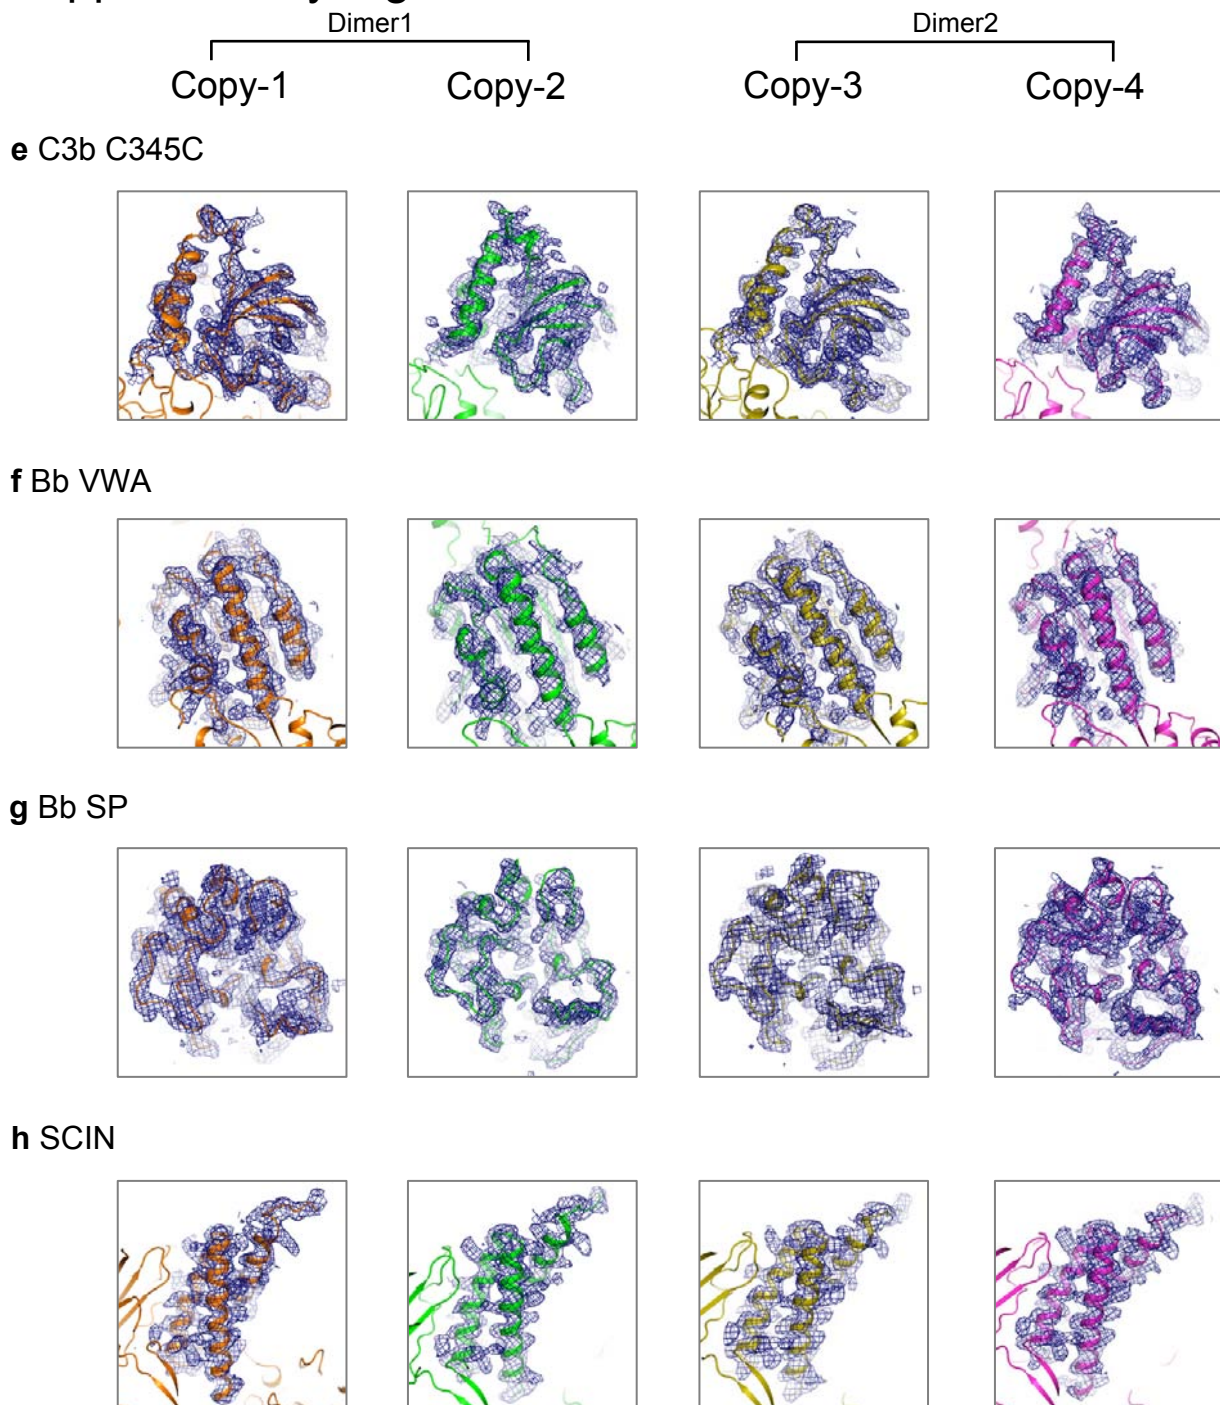 Dimer1 Dimer2
Copy-1 Copy-2 Copy-3 Copy-4
e C3b C345C
f Bb VWA
g Bb SP
h SCIN